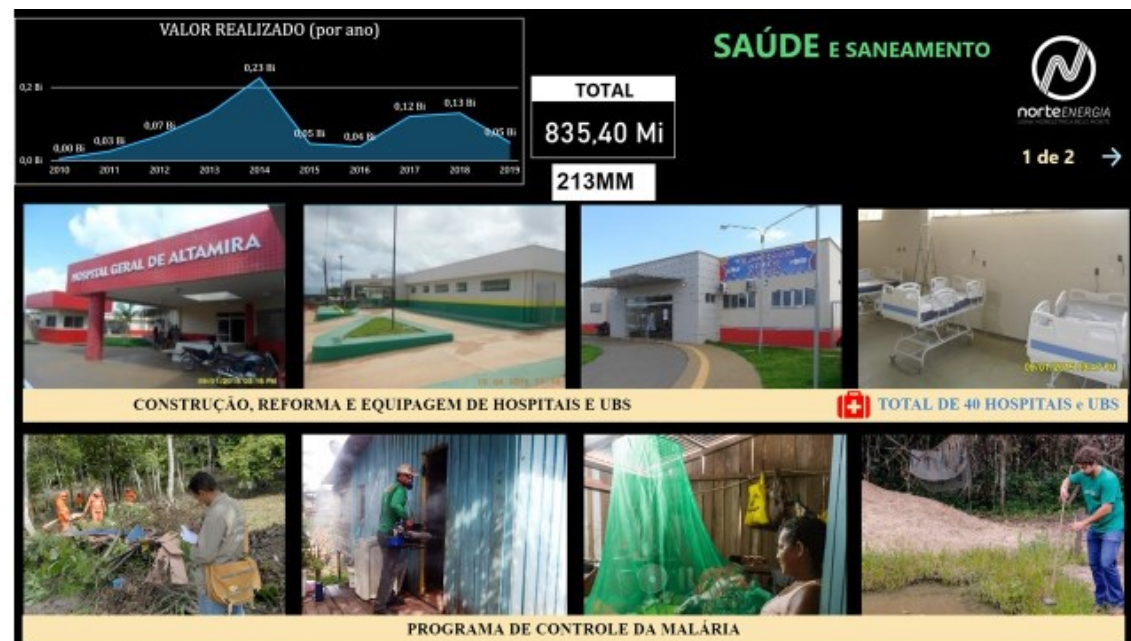 VALOR REALIZADO (por ano)
0,2 Bi
0,0 Bi
0,00 Bi
0,03 Bi
0,07 Bi
0,23 Bi
0,05 Bi
0,04 Bi
0,12 Bi
0,13 Bi
0,05 Bi
2010 2011 2012 2013 2014 2015 2016 2017 2018 2019
TOTAL
835,40 Mi
213MM
SAÚDE E SANEAMENTO
norteENERGIA
1 de 2
HOSPITAL GERAL DE ALTAMIRA
CONSTRUÇÃO, REFORMA E EQUIPAGEM DE HOSPITAIS E UBS
TOTAL DE 40 HOSPITAIS e UBS
PROGRAMA DE CONTROLE DA MALÁRIA